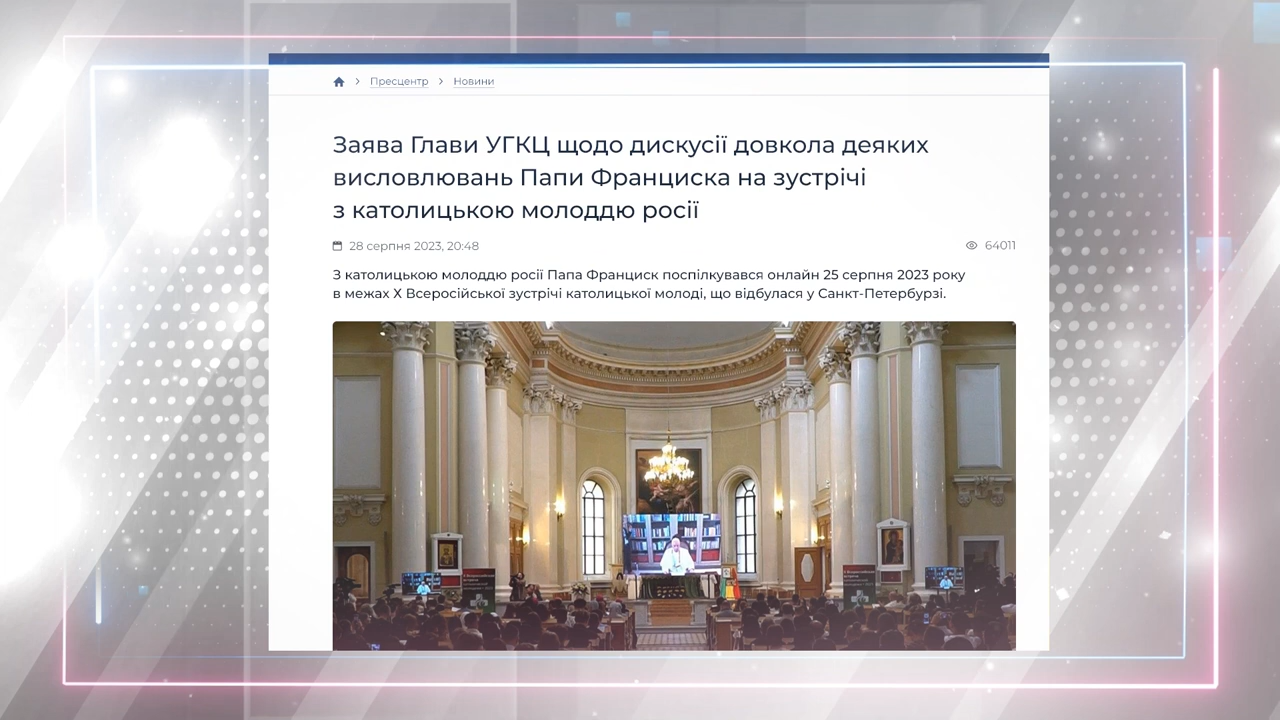 Пресцентр > Новини
Заява Глави УГКЦ щодо дискусії довкола деяких
висловлювань Папи Франциска на зустрічі
з католицькою молоддю росії
28 серпня 2023, 20:48
64011
З католицькою молоддю росії Папа Франциск поспілкувався онлайн 25 серпня 2023 року
в межах X Всеросійської зустрічі католицької молоді, що відбулася у Санкт-Петербурзі.